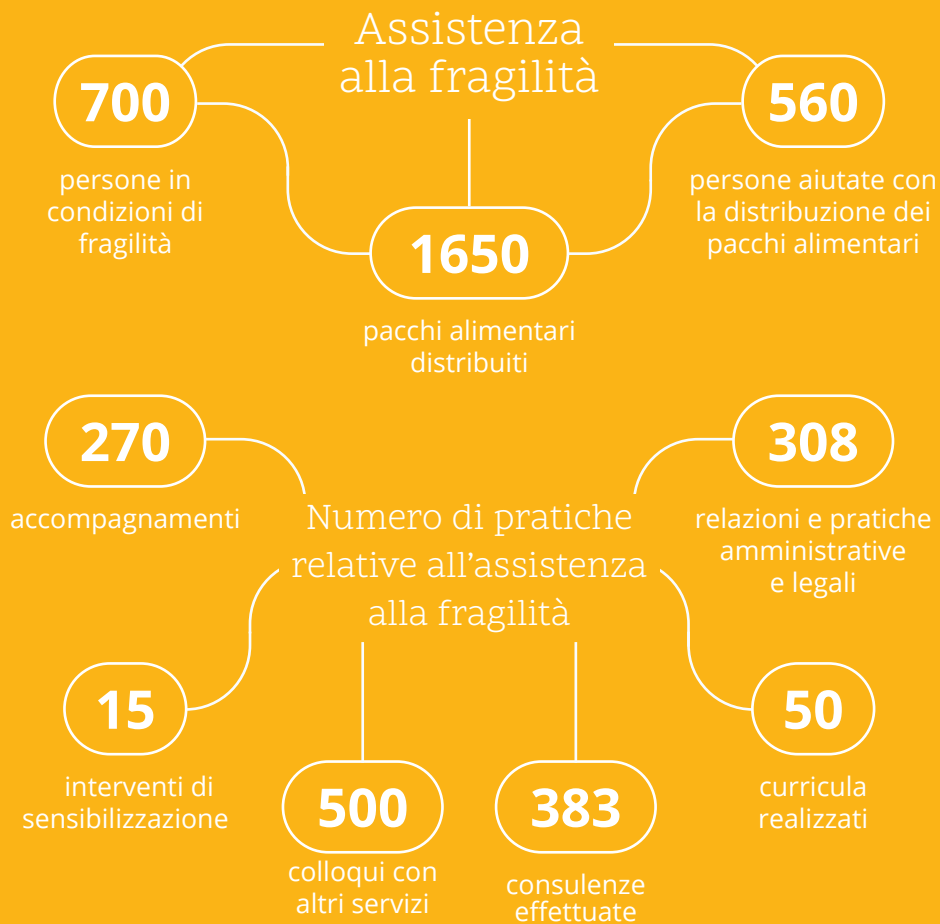 Assistenza
alla fragilità
700
persone in
condizioni di
fragilità
1650
pacchi alimentari
distribuiti
560
persone aiutate con
la distribuzione dei
pacchi alimentari
Numero di pratiche
relative all'assistenza
alla fragilità
270
accompagnamenti
15
interventi di
sensibilizzazione
500
colloqui con
altri servizi
383
consulenze
effettuate
308
relazioni e pratiche
amministrative
e legali
50
curricula
realizzati